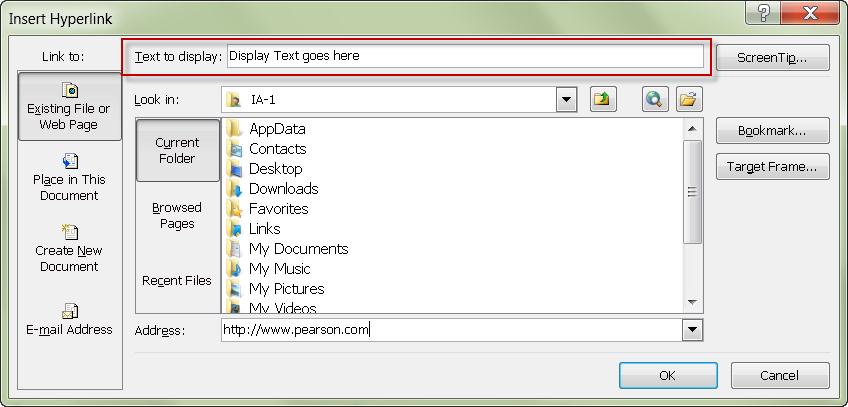 Insert Hyperlink
Link to:
Text to display:
Display Text goes here
ScreenTip...
Existing File or
Web Page
Look in:
IA-1
Current
Folder
AppData
Contacts
Desktop
Downloads
Favorites
Links
My Documents
My Music
My Pictures
My Videos
Bookmark...
Target Frame...
Place in This
Document
Browsed
Pages
Create New
Document
Recent Files
E-mail Address
Address:
http://www.pearson.com
OK
Cancel